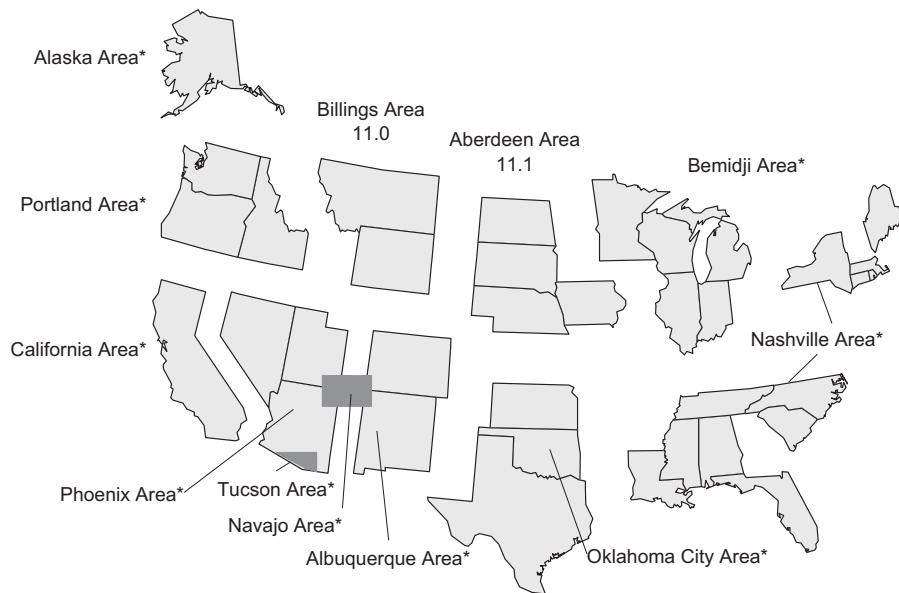 Alaska Area*
Billings Area
11.0
Aberdeen Area
11.1
Bemidji Area*
Portland Area*
California Area*
Nashville Area*
Phoenix Area*
Tucson Area*
Navajo Area*
Albuquerque Area*
Oklahoma City Area*